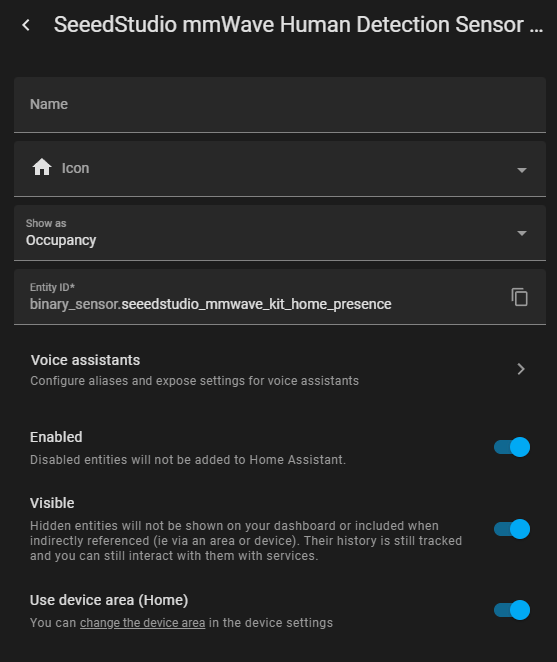 SeeedStudio mmWave Human Detection Sensor ...
Name
Icon
Show as
Occupancy
Entity ID*
binary_sensor.seeedstudio_mmwave_kit_home_presence
Voice assistants
Configure aliases and expose settings for voice assistants
Enabled
Disabled entities will not be added to Home Assistant.
Visible
Hidden entities will not be shown on your dashboard or included when
indirectly referenced (ie via an area or device). Their history is still tracked
and you can still interact with them with services.
Use device area (Home)
You can change the device area in the device settings